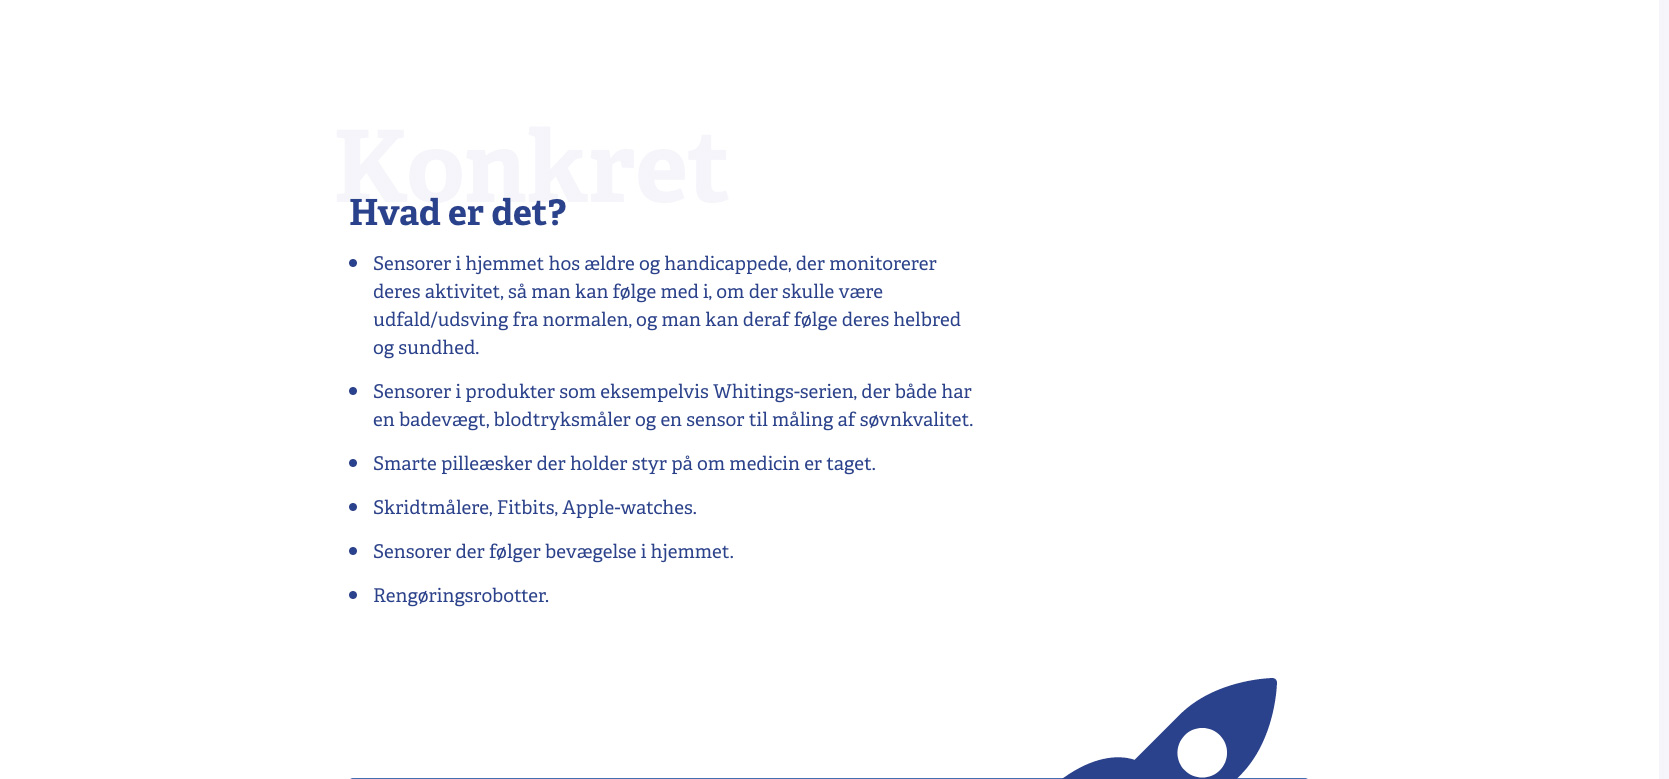 Konkret
Hvad er det?
• Sensorer i hjemmet hos ældre og handicappede, der monitorerer
deres aktivitet, så man kan følge med i, om der skulle være
udfald/udsving fra normalen, og man kan deraf følge deres helbred
og sundhed.
• Sensorer i produkter som eksempelvis Whitings-serien, der både har
en badevægt, blodtryksmåler og en sensor til måling af søvnkvalitet.
• Smarte pilleæsker der holder styr på om medicin er taget.
• Skridtmålere, Fitbits, Apple-watches.
• Sensorer der følger bevægelse i hjemmet.
• Rengøringsrobotter.